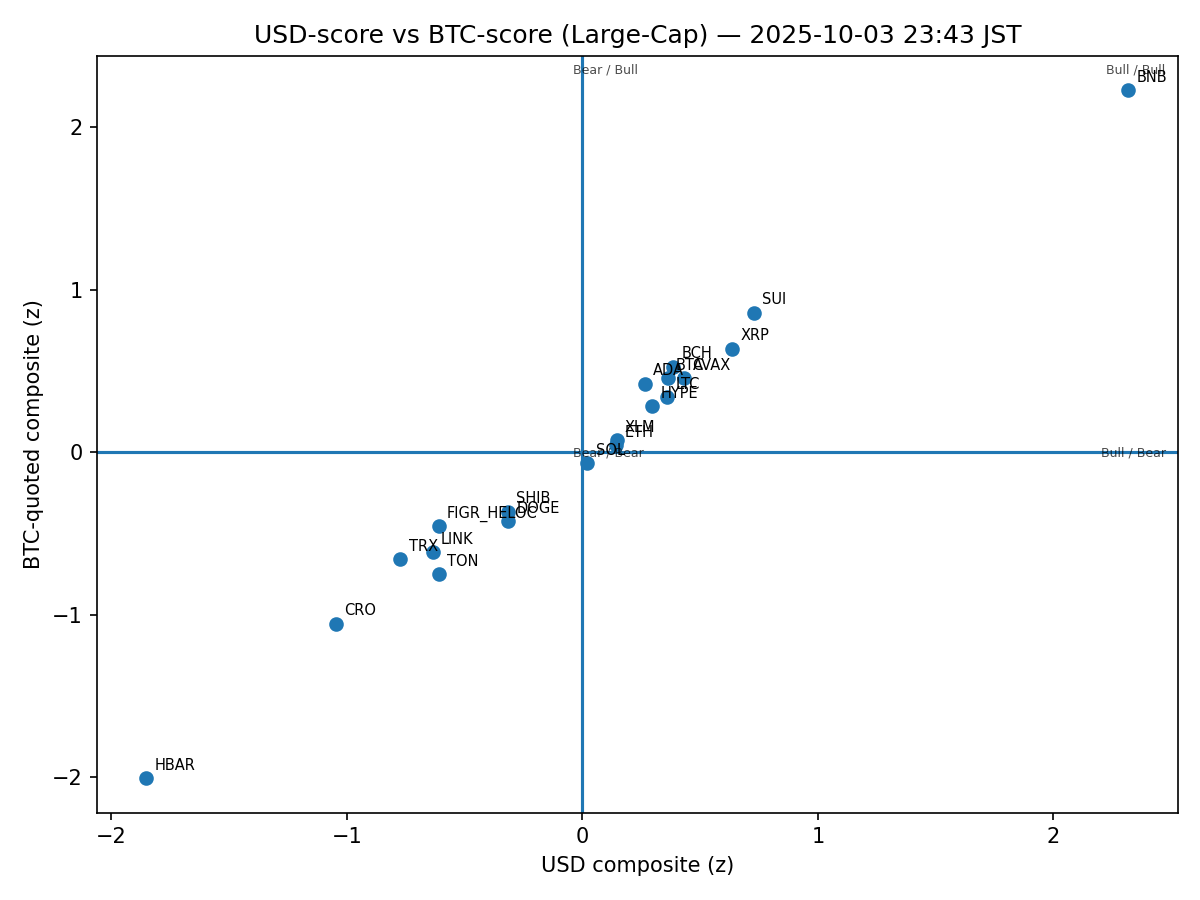 USD-score vs BTC-score (Large-Cap) — 2025-10-03 23:43 JST
Bear / Bull
Bull / Bull
BNB
2
SUI
1
XRP
BCH
BTC
AVAX
ADA
LTC
HYPE
XLM
ETH
SOL
0
Bear / Bear
Bull / Bear
SHIB
DOGE
FIGR_HELOC
LINK
TRX
TON
−1
CRO
HBAR
−2
−2
−1
0
1
2
USD composite (z)
BTC-quoted composite (z)